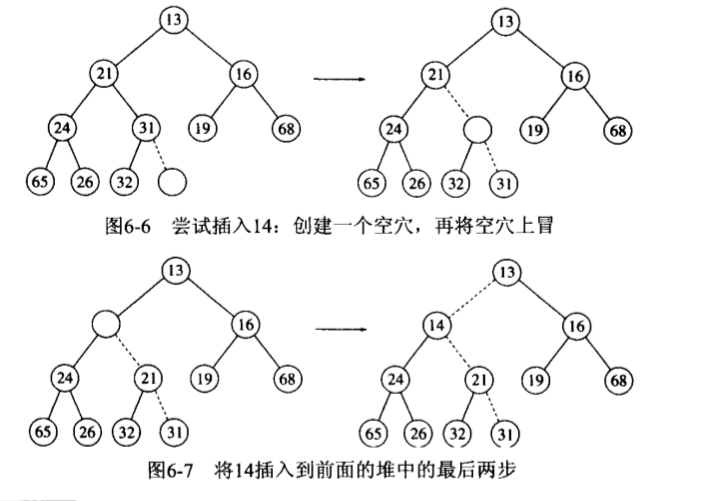 13 13
21 16 21 16
24 31 19 68 24 19 68
65 26 32 65 26 32 31
图6-6 尝试插入14：创建一个空穴，再将空穴上冒
13 13
16 14 16
24 21 19 68 24 21 19 68
65 26 32 31 65 26 32 31
图6-7 将14插入到前面的堆中的最后两步